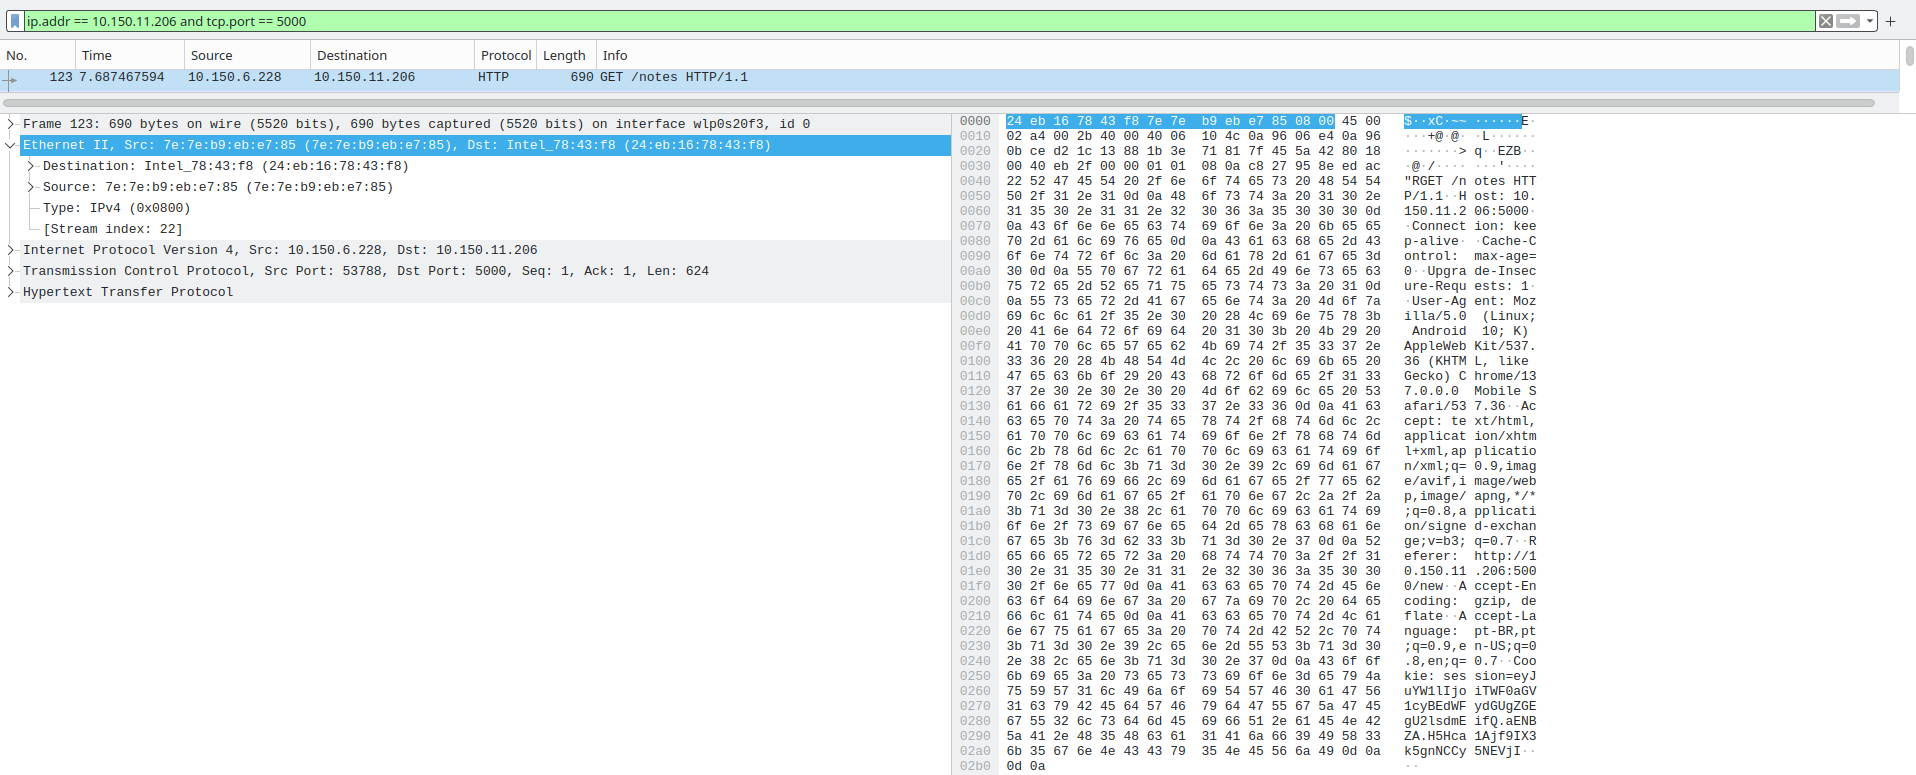 ip.addr == 10.150.11.206 and tcp.port == 5000
No. Time Source Destination Protocol Length Info
123 7.687467594 10.150.6.228 10.150.11.206 HTTP 690 GET /notes HTTP/1.1
Frame 123: 690 bytes on wire (5520 bits), 690 bytes captured (5520 bits) on interface wlp0s20f3, id 0
Ethernet II, Src: 7e:7e:b9:eb:e7:85 (7e:7e:b9:eb:e7:85), Dst: Intel_78:43:f8 (24:eb:16:78:43:f8)
Destination: Intel_78:43:f8 (24:eb:16:78:43:f8)
Source: 7e:7e:b9:eb:e7:85 (7e:7e:b9:eb:e7:85)
Type: IPv4 (0x0800)
[Stream index: 22]
Internet Protocol Version 4, Src: 10.150.6.228, Dst: 10.150.11.206
Transmission Control Protocol, Src Port: 53788, Dst Port: 5000, Seq: 1, Ack: 1, Len: 624
Hypertext Transfer Protocol
0000 24 eb 16 78 43 f8 7e 7e b9 eb e7 85 08 00 45 00 $··xC·~~ ······E·
0010 02 a4 00 2b 40 00 40 06 10 4c 0a 96 06 e4 0a 96 ···+@·@· ·L······
0020 0b ce d2 1c 13 88 1b 3e 71 81 7f 45 5a 42 80 18 ·······> q··EZB··
0030 00 40 eb 2f 00 00 01 01 08 0a c8 27 95 8e ed ac ·@·/···· ···'····
0040 22 52 47 45 54 20 2f 6e 6f 74 65 73 20 48 54 54 "RGET /n otes HTT
0050 50 2f 31 2e 31 0d 0a 48 6f 73 74 3a 20 31 30 2e P/1.1··H ost: 10.
0060 31 35 30 2e 31 31 2e 32 30 36 3a 35 30 30 30 0d 150.11.2 06:5000·
0070 0a 43 6f 6e 6e 65 63 74 69 6f 6e 3a 20 6b 65 65 ·Connect ion: kee
0080 70 2d 61 6c 69 76 65 0d 0a 43 61 63 68 65 2d 43 p-alive· ·Cache-C
0090 6f 6e 74 72 6f 6c 3a 20 6d 61 78 2d 61 67 65 3d ontrol:  max-age=
00a0 30 0d 0a 55 70 67 72 61 64 65 2d 49 6e 73 65 63 0··Upgra de-Insec
00b0 75 72 65 2d 52 65 71 75 65 73 74 73 3a 20 31 0d ure-Requ ests: 1·
00c0 0a 55 73 65 72 2d 41 67 65 6e 74 3a 20 4d 6f 7a ·User-Ag ent: Moz
00d0 69 6c 6c 61 2f 35 2e 30 20 28 4c 69 6e 75 78 3b illa/5.0  (Linux;
00e0 20 41 6e 64 72 6f 69 64 20 31 30 3b 20 4b 29 20  Android  10; K)
00f0 41 70 70 6c 65 57 65 62 4b 69 74 2f 35 33 37 2e AppleWeb Kit/537.
0100 33 36 20 28 4b 48 54 4d 4c 2c 20 6c 69 6b 65 20 36 (KHTM L, like
0110 47 65 63 6b 6f 29 20 43 68 72 6f 6d 65 2f 31 33 Gecko) C hrome/13
0120 37 2e 30 2e 30 2e 30 20 4d 6f 62 69 6c 65 20 53 7.0.0.0  Mobile S
0130 61 66 61 72 69 2f 35 33 37 2e 33 36 0d 0a 41 63 afari/53 7.36··Ac
0140 63 65 70 74 3a 20 74 65 78 74 2f 68 74 6d 6c 2c cept: te xt/html,
0150 61 70 70 6c 69 63 61 74 69 6f 6e 2f 78 68 74 6d applicat ion/xhtm
0160 6c 2b 78 6d 6c 2c 61 70 70 6c 69 63 61 74 69 6f l+xml,ap plicatio
0170 6e 2f 78 6d 6c 3b 71 3d 30 2e 39 2c 69 6d 61 67 n/xml;q= 0.9,imag
0180 65 2f 61 76 69 66 2c 69 6d 61 67 65 2f 77 65 62 e/avif,i mage/web
0190 70 2c 69 6d 61 67 65 2f 61 70 6e 67 2c 2a 2f 2a p,image/ apng,*/*
01a0 3b 71 3d 30 2e 38 2c 61 70 70 6c 69 63 61 74 69 ;q=0.8,a pplicati
01b0 6f 6e 2f 73 69 67 6e 65 64 2d 65 78 63 68 61 6e on/signe d-exchan
01c0 67 65 3b 76 3d 62 33 3b 71 3d 30 2e 37 0d 0a 52 ge;v=b3; q=0.7··R
01d0 65 66 65 72 65 72 3a 20 68 74 74 70 3a 2f 2f 31 eferer:  http://1
01e0 30 2e 31 35 30 2e 31 31 2e 32 30 36 3a 35 30 30 0.150.11 .206:500
01f0 30 2f 6e 65 77 0d 0a 41 63 63 65 70 74 2d 45 6e 0/new··A ccept-En
0200 63 6f 64 69 6e 67 3a 20 67 7a 69 70 2c 20 64 65 coding:  gzip, de
0210 66 6c 61 74 65 0d 0a 41 63 63 65 70 74 2d 4c 61 flate··A ccept-La
0220 6e 67 75 61 67 65 3a 20 70 74 2d 42 52 2c 70 74 nguage:  pt-BR,pt
0230 3b 71 3d 30 2e 39 2c 65 6e 2d 55 53 3b 71 3d 30 ;q=0.9,e n-US;q=0
0240 2e 38 2c 65 6e 3b 71 3d 30 2e 37 0d 0a 43 6f 6f .8,en;q= 0.7··Coo
0250 6b 69 65 3a 20 73 65 73 73 69 6f 6e 3d 65 79 4a kie: ses sion=eyJ
0260 75 59 57 31 6c 49 6a 6f 69 54 57 46 30 61 47 56 uYW1lIjo iTWF0aGV
0270 31 63 79 42 45 64 57 46 79 64 47 55 67 5a 47 45 1cyBEdWF ydGUgZGE
0280 67 55 32 6c 73 64 6d 45 69 66 51 2e 61 45 4e 42 gU2lsdmE ifQ.aENB
0290 5a 41 2e 48 35 48 63 61 31 41 6a 66 39 49 58 33 ZA.H5Hca 1Ajf9IX3
02a0 6b 35 67 6e 4e 43 43 79 35 4e 45 56 6a 49 0d 0a k5gnNCCy 5NEVjI··
02b0 0d 0a ··